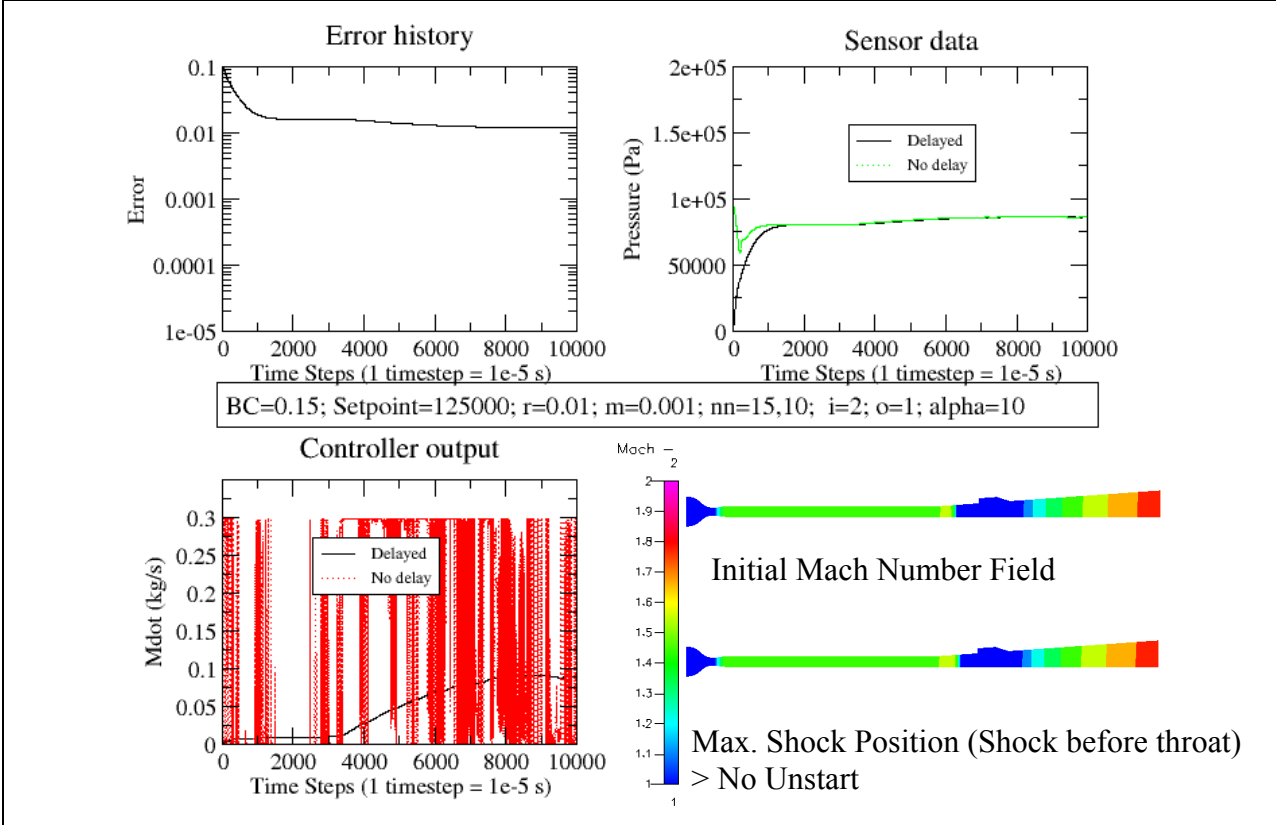 Error history
0.1
0.01
0.001
0.0001
1e-05
Error
0 2000 4000 6000 8000 10000
Time Steps (1 timestep = 1e-5 s)
Sensor data
2e+05
1.5e+05
1e+05
50000
0
Pressure (Pa)
Delayed
No delay
0 2000 4000 6000 8000 10000
Time Steps (1 timestep = 1e-5 s)
BC=0.15; Setpoint=125000; r=0.01; m=0.001; nn=15,10; i=2; o=1; alpha=10
Controller output
0.3
0.25
0.2
0.15
0.1
0.05
0
Mdot (kg/s)
Delayed
No delay
0 2000 4000 6000 8000 10000
Time Steps (1 timestep = 1e-5 s)
Mach –
2
2
1.9
1.8
1.7
1.6
1.5
1.4
1.3
1.2
1.1
1
1
Initial Mach Number Field
Max. Shock Position (Shock before throat)
> No Unstart